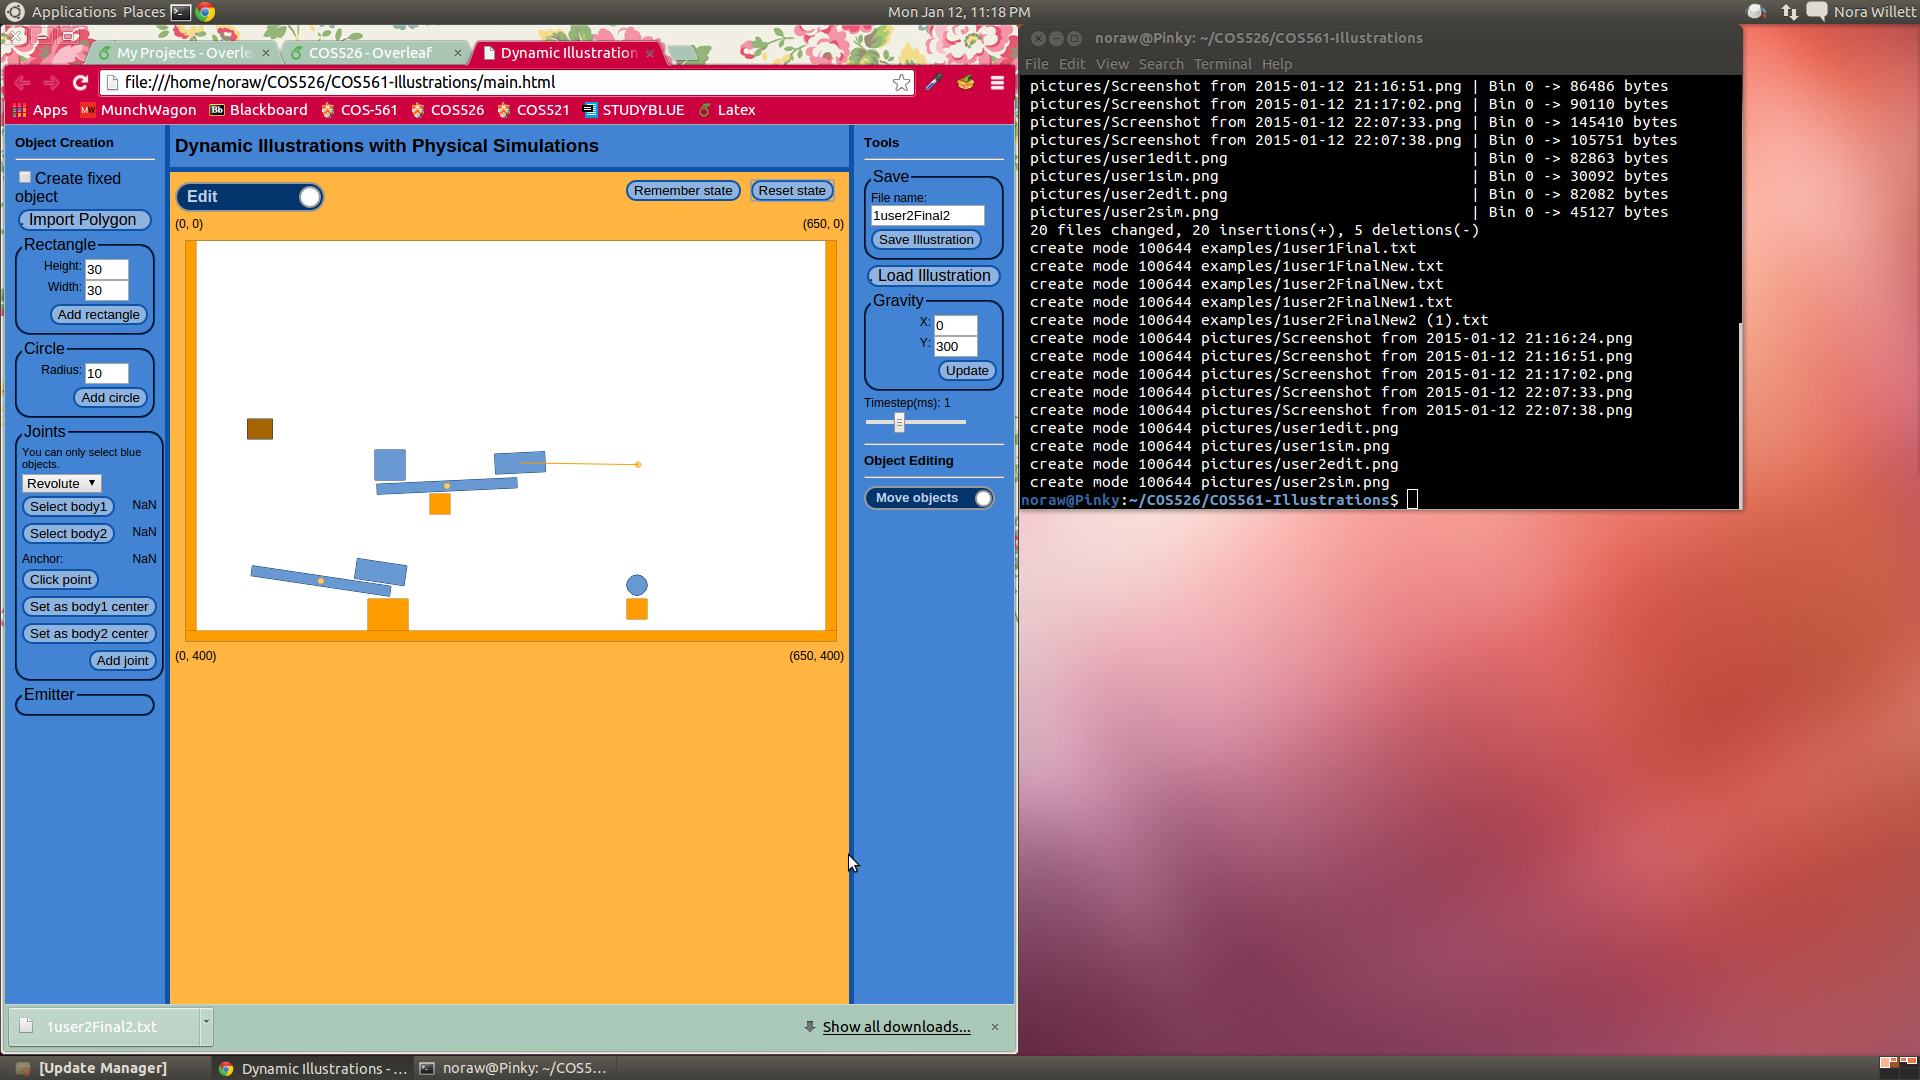 Applications Places
Mon Jan 12, 11:18 PM
Nora Willett
My Projects - Overle ×
COS526 - Overleaf ×
Dynamic Illustration ×
file:///home/noraw/COS526/COS561-Illustrations/main.html
Apps
MW MunchWagon
Bb Blackboard
COS-561
COS526
COS521
STUDYBLUE
Latex
Object Creation
Create fixed
object
Import Polygon
Rectangle
Height: 30
Width: 30
Add rectangle
Circle
Radius: 10
Add circle
Joints
You can only select blue
objects.
Revolute
Select body1 NaN
Select body2 NaN
Anchor: NaN
Click point
Set as body1 center
Set as body2 center
Add joint
Emitter
Dynamic Illustrations with Physical Simulations
Edit
Remember state
Reset state
(0, 0)
(650, 0)
(0, 400)
(650, 400)
Tools
Save
File name:
1user2Final2
Save Illustration
Load Illustration
Gravity
X: 0
Y: 300
Update
Timestep(ms): 1
Object Editing
Move objects
1user2Final2.txt
Show all downloads... ×
noraw@Pinky: ~/COS526/COS561-Illustrations
File Edit View Search Terminal Help
pictures/Screenshot from 2015-01-12 21:16:51.png | Bin 0 -> 86486 bytes
pictures/Screenshot from 2015-01-12 21:17:02.png | Bin 0 -> 90110 bytes
pictures/Screenshot from 2015-01-12 22:07:33.png | Bin 0 -> 145410 bytes
pictures/Screenshot from 2015-01-12 22:07:38.png | Bin 0 -> 105751 bytes
pictures/user1edit.png | Bin 0 -> 82863 bytes
pictures/user1sim.png | Bin 0 -> 30092 bytes
pictures/user2edit.png | Bin 0 -> 82082 bytes
pictures/user2sim.png | Bin 0 -> 45127 bytes
20 files changed, 20 insertions(+), 5 deletions(-)
create mode 100644 examples/1user1Final.txt
create mode 100644 examples/1user1FinalNew.txt
create mode 100644 examples/1user2FinalNew.txt
create mode 100644 examples/1user2FinalNew1.txt
create mode 100644 examples/1user2FinalNew2 (1).txt
create mode 100644 pictures/Screenshot from 2015-01-12 21:16:24.png
create mode 100644 pictures/Screenshot from 2015-01-12 21:16:51.png
create mode 100644 pictures/Screenshot from 2015-01-12 21:17:02.png
create mode 100644 pictures/Screenshot from 2015-01-12 22:07:33.png
create mode 100644 pictures/Screenshot from 2015-01-12 22:07:38.png
create mode 100644 pictures/user1edit.png
create mode 100644 pictures/user1sim.png
create mode 100644 pictures/user2edit.png
create mode 100644 pictures/user2sim.png
noraw@Pinky:~/COS526/COS561-Illustrations$
[Update Manager]
Dynamic Illustrations - ...
noraw@Pinky: ~/COS5...